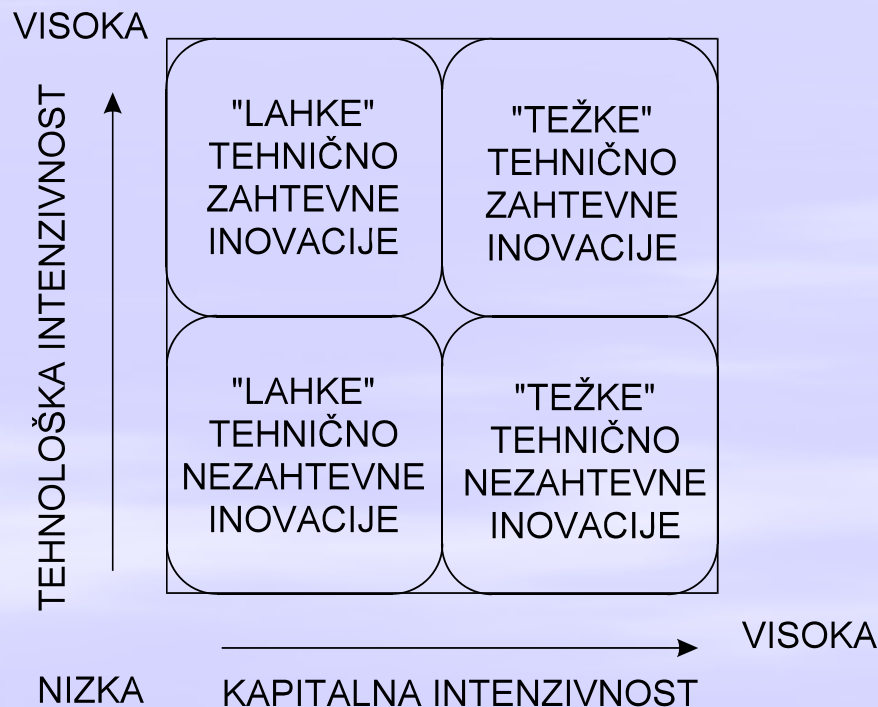 VISOKA
TEHNOLOŠKA INTENZIVNOST
"LAHKE"
TEHNIČNO
ZAHTEVNE
INOVACIJE
"TEŽKE"
TEHNIČNO
ZAHTEVNE
INOVACIJE
"LAHKE"
TEHNIČNO
NEZAHTEVNE
INOVACIJE
"TEŽKE"
TEHNIČNO
NEZAHTEVNE
INOVACIJE
VISOKA
NIZKA
KAPITALNA INTENZIVNOST